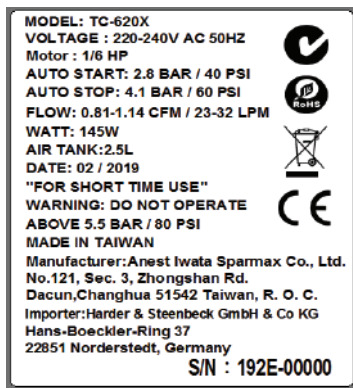 MODEL: TC-620X
VOLTAGE : 220-240V AC 50HZ
Motor : 1/6 HP
AUTO START: 2.8 BAR / 40 PSI
AUTO STOP: 4.1 BAR / 60 PSI
RoHS
FLOW: 0.81-1.14 CFM / 23-32 LPM
WATT: 145W
AIR TANK:2.5L
DATE: 02 / 2019
"FOR SHORT TIME USE"
WARNING: DO NOT OPERATE
ABOVE 5.5 BAR / 80 PSI
CE
MADE IN TAIWAN
Manufacturer:Anest Iwata Sparmax Co., Ltd.
No.121, Sec. 3, Zhongshan Rd.
Dacun,Changhua 51542 Taiwan, R. O. C.
Importer:Harder & Steenbeck GmbH & Co KG
Hans-Boeckler-Ring 37
22851 Norderstedt, Germany
S/N : 192E-00000